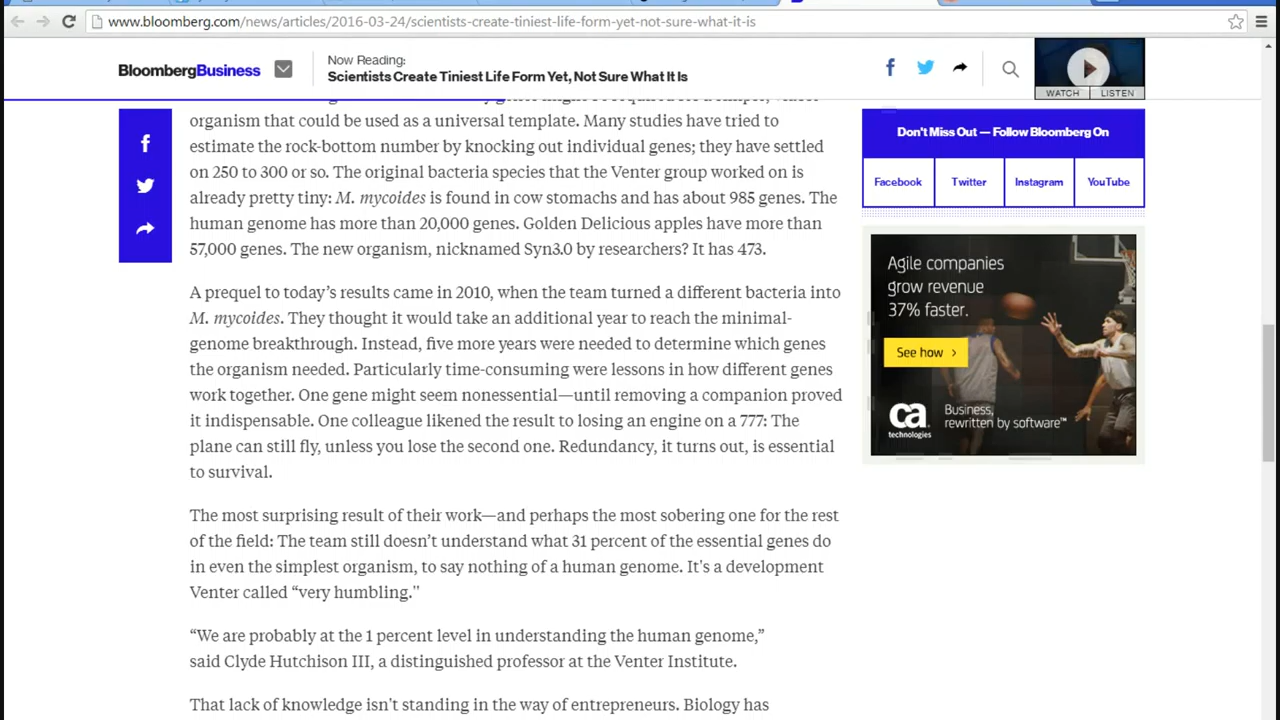 www.bloomberg.com/news/articles/2016-03-24/scientists-create-tiniest-life-form-yet-not-sure-what-it-is
BloombergBusiness
Now Reading:
Scientists Create Tiniest Life Form Yet, Not Sure What It Is
WATCH
LISTEN
organism that could be used as a universal template. Many studies have tried to
estimate the rock-bottom number by knocking out individual genes; they have settled
on 250 to 300 or so. The original bacteria species that the Venter group worked on is
already pretty tiny: M. mycoides is found in cow stomachs and has about 985 genes. The
human genome has more than 20,000 genes. Golden Delicious apples have more than
57,000 genes. The new organism, nicknamed Syn3.0 by researchers? It has 473.
A prequel to today's results came in 2010, when the team turned a different bacteria into
M. mycoides. They thought it would take an additional year to reach the minimal-
genome breakthrough. Instead, five more years were needed to determine which genes
the organism needed. Particularly time-consuming were lessons in how different genes
work together. One gene might seem nonessential—until removing a companion proved
it indispensable. One colleague likened the result to losing an engine on a 777: The
plane can still fly, unless you lose the second one. Redundancy, it turns out, is essential
to survival.
The most surprising result of their work—and perhaps the most sobering one for the rest
of the field: The team still doesn't understand what 31 percent of the essential genes do
in even the simplest organism, to say nothing of a human genome. It's a development
Venter called “very humbling."
“We are probably at the 1 percent level in understanding the human genome,”
said Clyde Hutchison III, a distinguished professor at the Venter Institute.
That lack of knowledge isn't standing in the way of entrepreneurs. Biology has
Don't Miss Out — Follow Bloomberg On
Facebook
Twitter
Instagram
YouTube
Agile companies
grow revenue
37% faster.
See how
ca
technologies
Business,
rewritten by software™